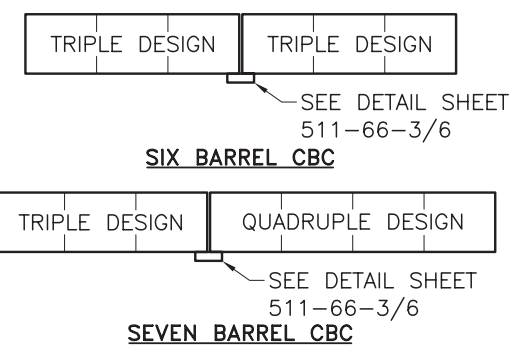 TRIPLE DESIGN TRIPLE DESIGN
SEE DETAIL SHEET
511-66-3/6
SIX BARREL CBC
TRIPLE DESIGN QUADRUPLE DESIGN
SEE DETAIL SHEET
511-66-3/6
SEVEN BARREL CBC